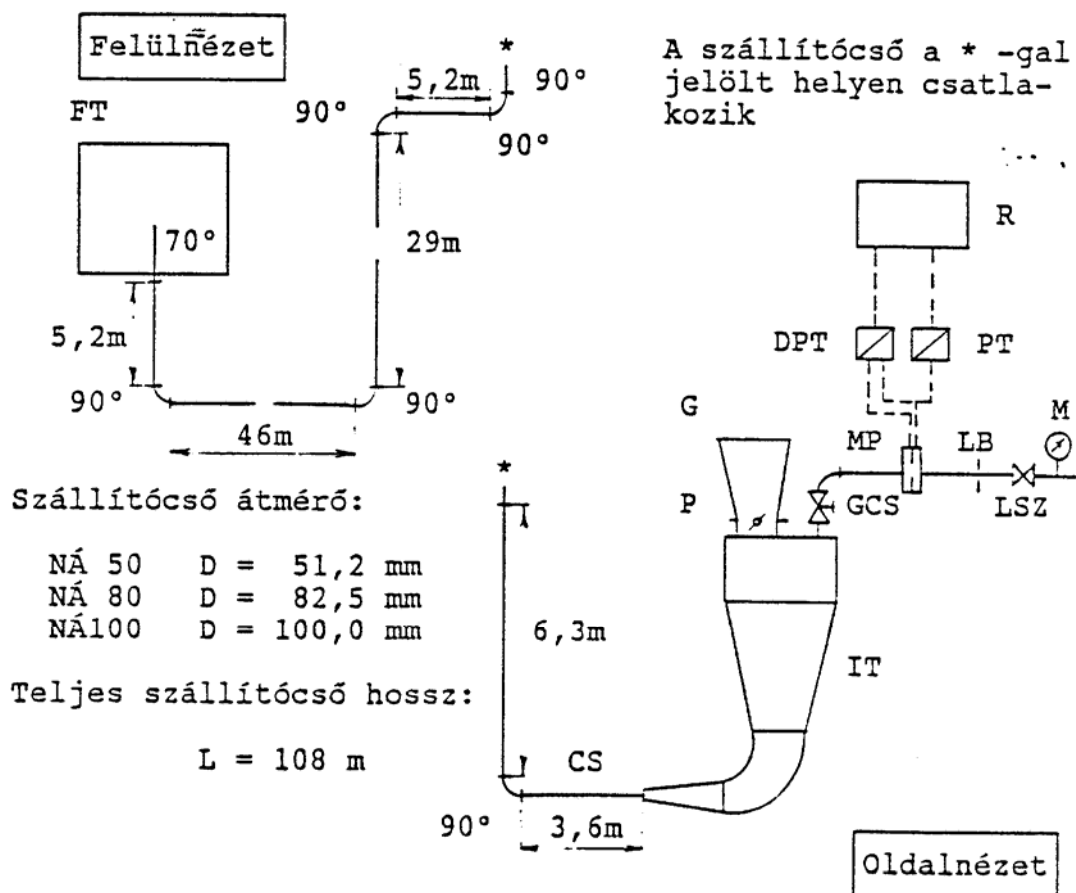 Felülnézet
*
A szállítócső a * -gal
jelölt helyen csatla-
kozik
5,2m
90°
90°
90°
FT
70°
29m
5,2m
90°
90°
46m
R
DPT
PT
G
M
MP
LB
P
GCS
LSZ
*
Szállítócső átmérő:
NÁ 50 D = 51,2 mm
NÁ 80 D = 82,5 mm
NÁ100 D = 100,0 mm
6,3m
IT
Teljes szállítócső hossz:
L = 108 m
CS
90°
3,6m
Oldalnézet